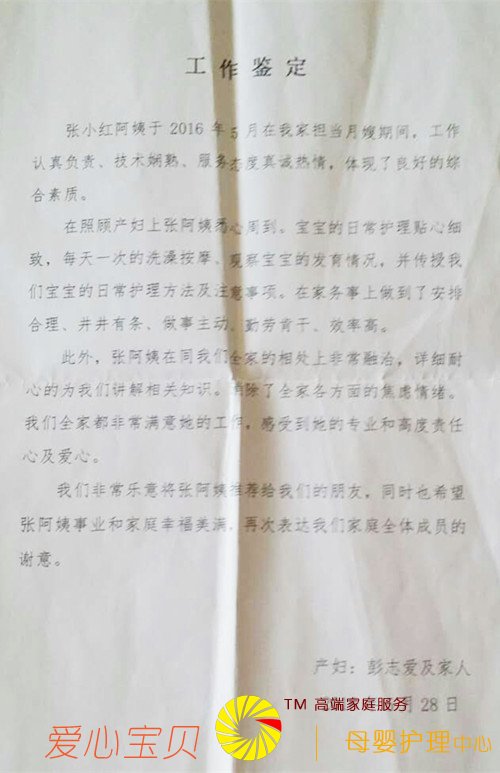 工作鉴定
张小红阿姨于 2016 年 5 月在我家担当月嫂期间，工作
认真负责、技术娴熟、服务态度真诚热情，体现了良好的综
合素质。
在照顾产妇上张阿姨悉心周到。宝宝的日常护理贴心细
致，每天一次的洗澡按摩、观察宝宝的发育情况，并传授我
们宝宝的日常护理方法及注意事项。在家务事上做到了安排
合理、井井有条、做事主动、勤劳肯干、效率高。
此外，张阿姨在同我们全家的相处上非常融洽，详细耐
心的为我们讲解相关知识。消除了全家各方面的焦虑情绪。
我们全家都非常满意她的工作，感受到她的专业和高度责任
心及爱心。
我们非常乐意将张阿姨推荐给我们的朋友，同时也希望
张阿姨事业和家庭幸福美满，再次表达我们家庭全体成员的
谢意。
产妇：彭志爱及家人
月 28 日
TM 高端家庭服务
爱心宝贝
母婴护理中心